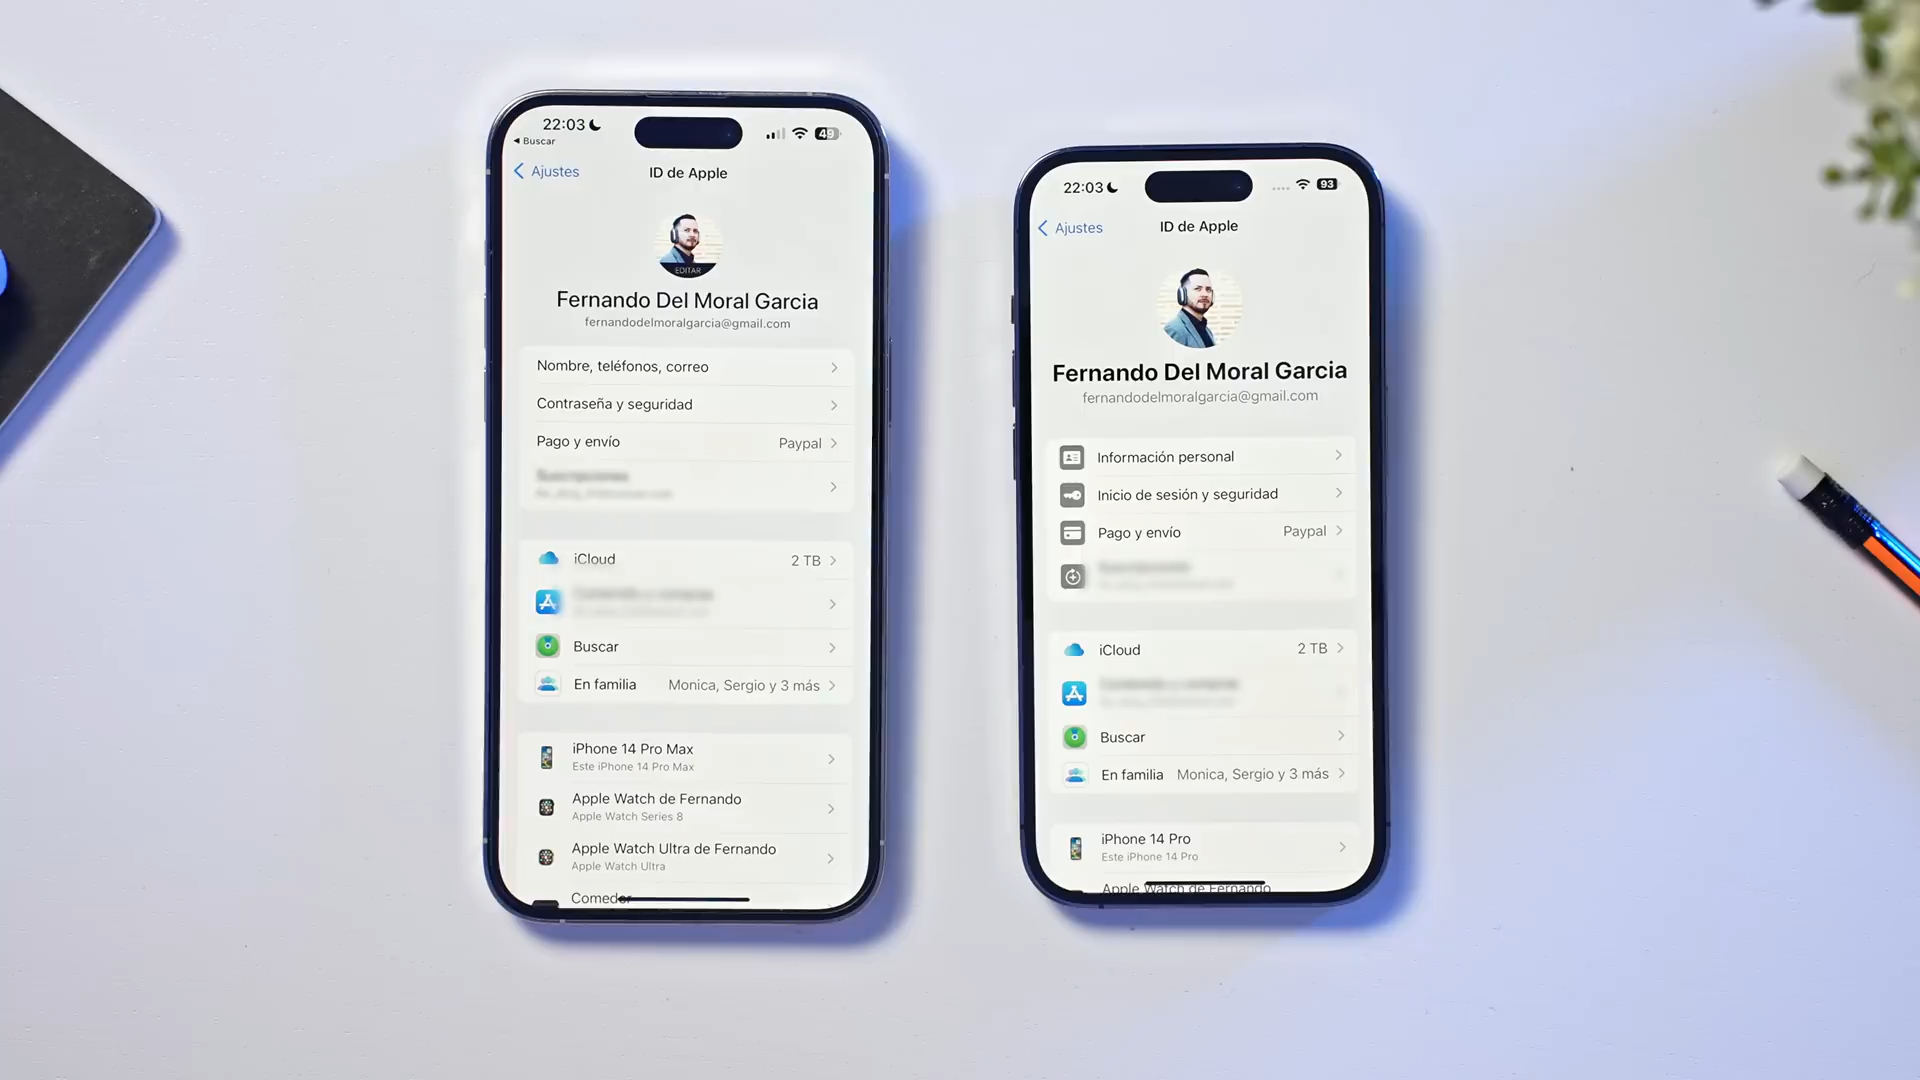 22:03
49
Buscar
Ajustes
ID de Apple
EDITAR
Fernando Del Moral Garcia
fernandodelmoralgarcia@gmail.com
Nombre, teléfonos, correo
Contraseña y seguridad
Pago y envío Paypal
Suscripciones
iCloud 2 TB
Contenido y compras
Buscar
En familia Monica, Sergio y 3 más
iPhone 14 Pro Max
Este iPhone 14 Pro Max
Apple Watch de Fernando
Apple Watch Series 8
Apple Watch Ultra de Fernando
Apple Watch Ultra
Comedor
22:03
93
Ajustes
ID de Apple
Fernando Del Moral Garcia
fernandodelmoralgarcia@gmail.com
Información personal
Inicio de sesión y seguridad
Pago y envío Paypal
iCloud 2 TB
Buscar
En familia Monica, Sergio y 3 más
iPhone 14 Pro
Este iPhone 14 Pro
Apple Watch de Fernando